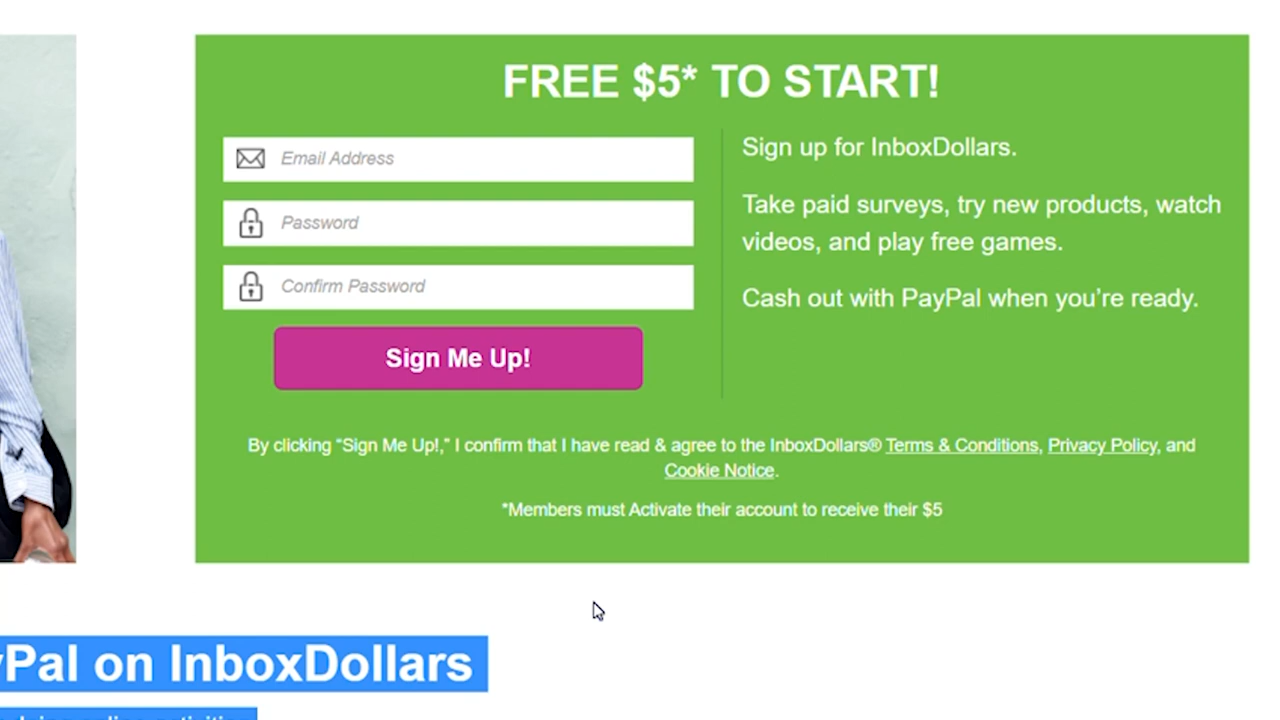 FREE $5* TO START!
Email Address
Password
Confirm Password
Sign Me Up!
Sign up for InboxDollars.
Take paid surveys, try new products, watch
videos, and play free games.
Cash out with PayPal when you’re ready.
By clicking “Sign Me Up!,” I confirm that I have read & agree to the InboxDollars® Terms & Conditions, Privacy Policy, and
Cookie Notice.
*Members must Activate their account to receive their $5
yPal on InboxDollars